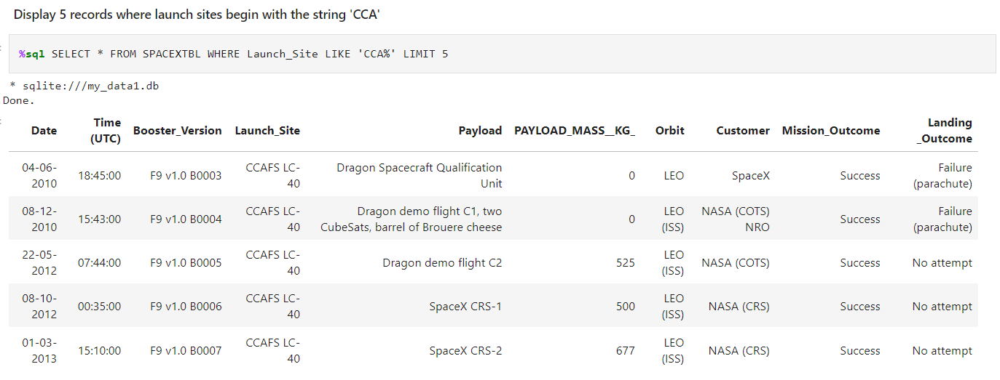 Display 5 records where launch sites begin with the string 'CCA'
%sql SELECT * FROM SPACEXTBL WHERE Launch_Site LIKE 'CCA%' LIMIT 5
* sqlite:///my_data1.db
Done.
Date Time (UTC) Booster_Version Launch_Site Payload PAYLOAD_MASS__KG_ Orbit Customer Mission_Outcome Landing _Outcome
04-06-2010 18:45:00 F9 v1.0 B0003 CCAFS LC-40 Dragon Spacecraft Qualification Unit 0 LEO SpaceX Success Failure (parachute)
08-12-2010 15:43:00 F9 v1.0 B0004 CCAFS LC-40 Dragon demo flight C1, two CubeSats, barrel of Brouere cheese 0 LEO (ISS) NASA (COTS) NRO Success Failure (parachute)
22-05-2012 07:44:00 F9 v1.0 B0005 CCAFS LC-40 Dragon demo flight C2 525 LEO (ISS) NASA (COTS) Success No attempt
08-10-2012 00:35:00 F9 v1.0 B0006 CCAFS LC-40 SpaceX CRS-1 500 LEO (ISS) NASA (CRS) Success No attempt
01-03-2013 15:10:00 F9 v1.0 B0007 CCAFS LC-40 SpaceX CRS-2 677 LEO (ISS) NASA (CRS) Success No attempt